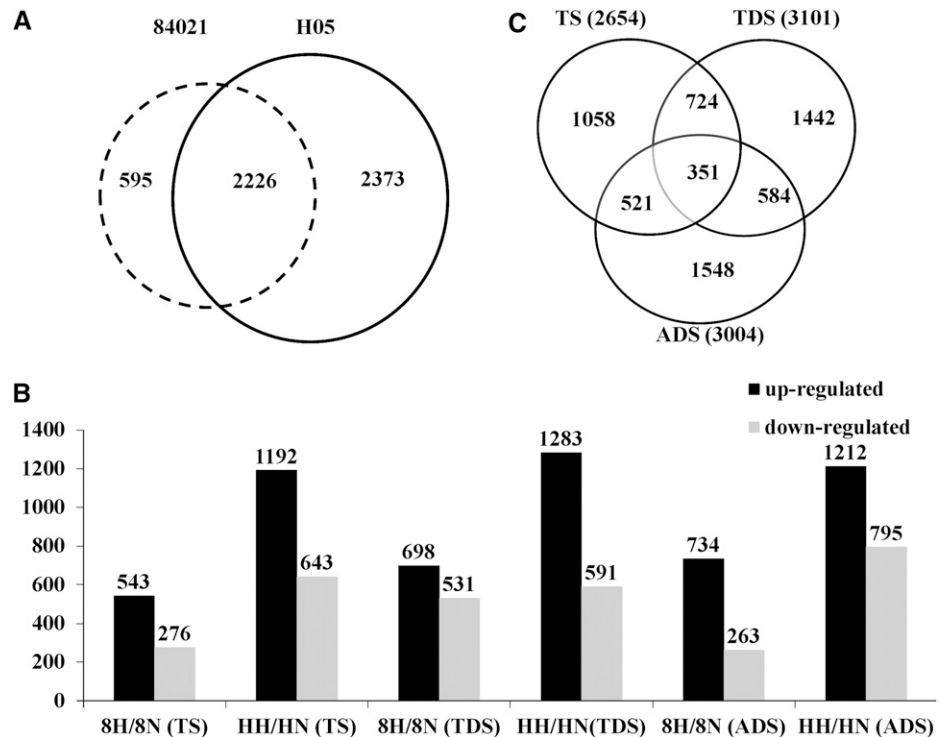 A
84021
H05
595
2226
2373
C
TS (2654)
TDS (3101)
1058
724
1442
351
521
584
1548
ADS (3004)
B
up-regulated
down-regulated
1400
1200
1000
800
600
400
200
0
543
276
1192
643
698
531
1283
591
734
263
1212
795
8H/8N (TS)
HH/HN (TS)
8H/8N (TDS)
HH/HN(TDS)
8H/8N (ADS)
HH/HN (ADS)